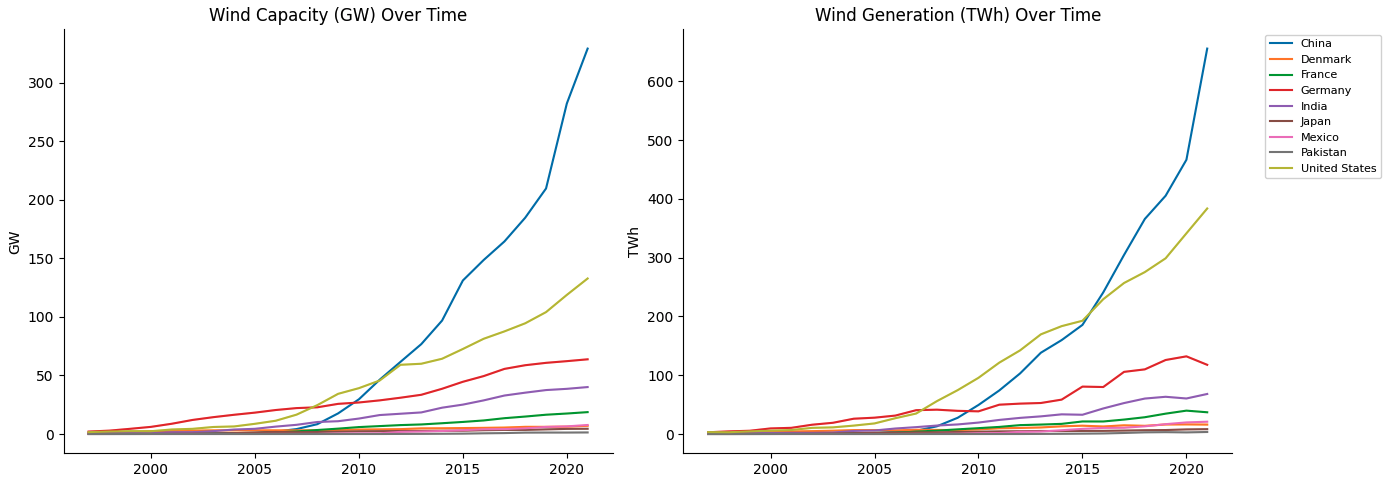 Wind Capacity (GW) Over Time
GW
300
250
200
150
100
50
0
2000
2005
2010
2015
2020
Wind Generation (TWh) Over Time
TWh
600
500
400
300
200
100
0
2000
2005
2010
2015
2020
China
Denmark
France
Germany
India
Japan
Mexico
Pakistan
United States